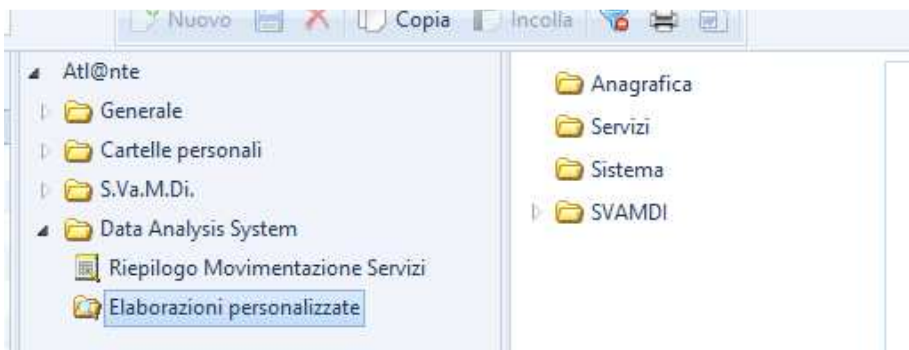 Nuovo Copia Incolla
Atl@nte
Generale
Cartelle personali
S.Va.M.Di.
Data Analysis System
Riepilogo Movimentazione Servizi
Elaborazioni personalizzate
Anagrafica
Servizi
Sistema
SVAMDI